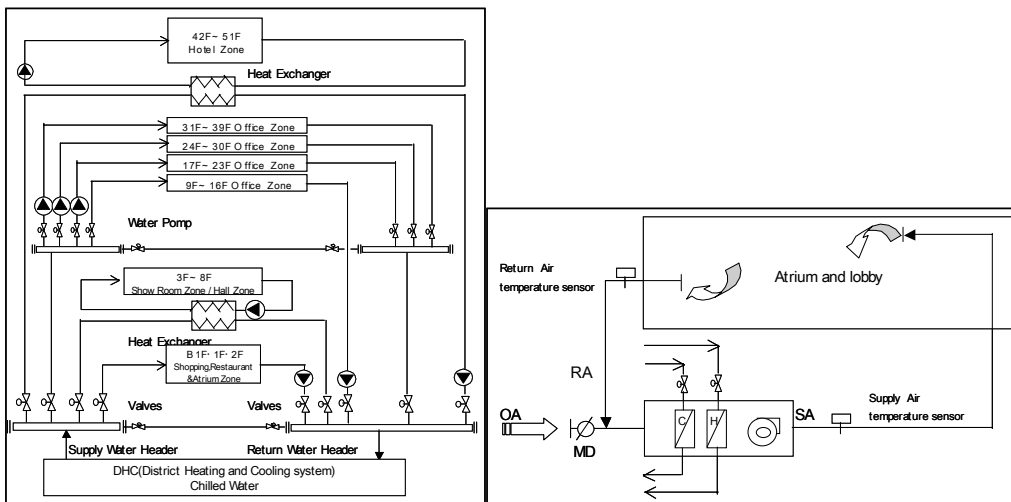 42F~ 51F
Hotel Zone
Heat Exchanger
31F~ 39F Office Zone
24F~ 30F Office Zone
17F~ 23F Office Zone
9F~ 16F Office Zone
Water Pomp
3F~ 8F
Show Room Zone / Hall Zone
Heat Exchanger
B 1F· 1F· 2F
Shopping,Restaurant
&Atrium Zone
Valves
Valves
Supply Water Header
Return Water Header
DHC(District Heating and Cooling system)
Chilled Water
Return Air
temperature sensor
Atrium and lobby
RA
OA
MD
C
H
SA
Supply Air
temperature sensor